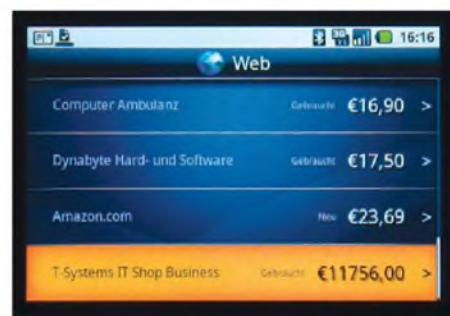 3G 16:16
Web
Computer Ambulanz Gebraucht €16,90 >
Dynabyte Hard- und Software Gebraucht €17,50 >
Amazon.com Neu €23,69 >
T-Systems IT Shop Business Gebraucht €11756,00 >